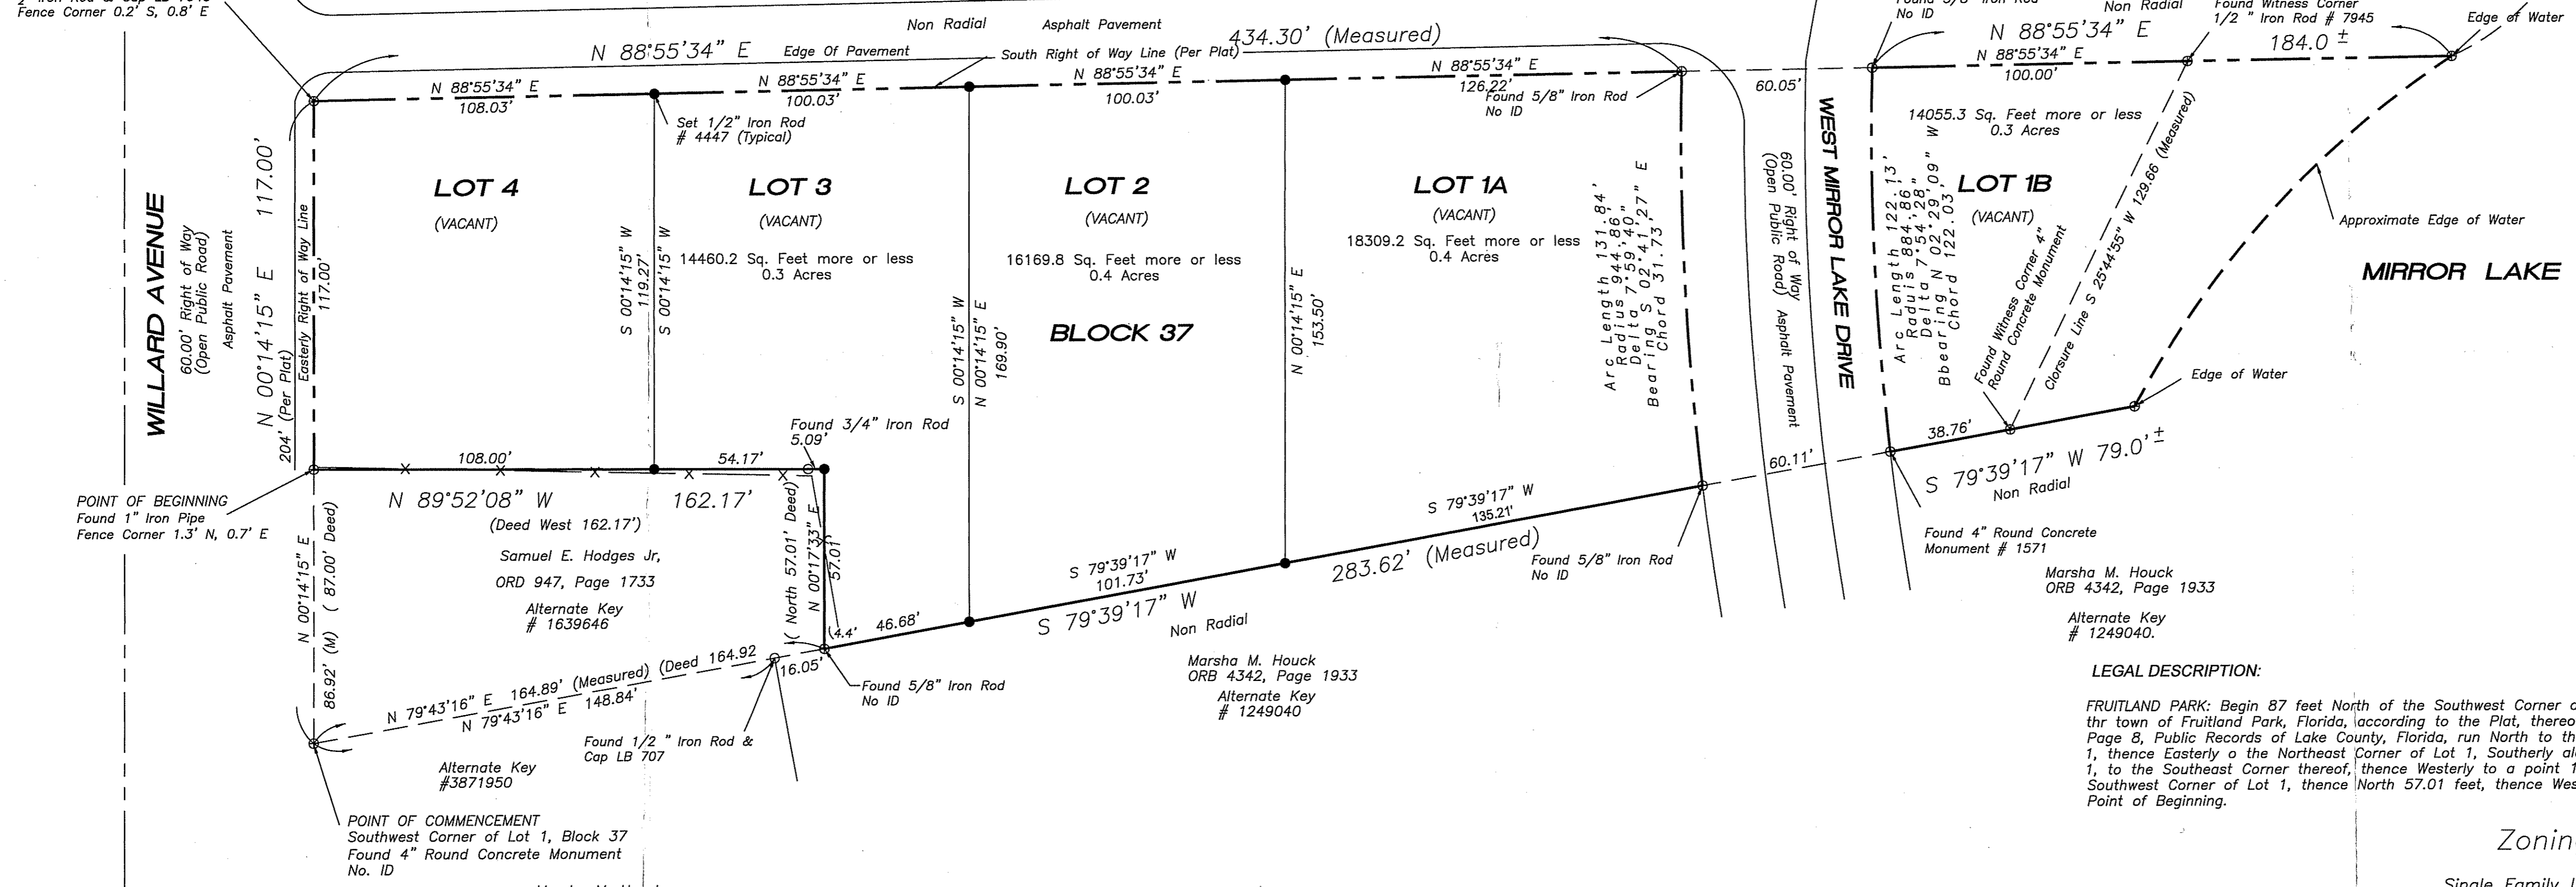 Fence Corner 0.2' S, 0.8' E
Non Radial
Asphalt Pavement
434.30' (Measured)
N 88°55'34" E
Edge Of Pavement
South Right of Way Line (Per Plat)
N 88°55'34" E
108.03'
N 88°55'34" E
100.03'
N 88°55'34" E
100.03'
N 88°55'34" E
126.22'
Found 5/8" Iron Rod
No ID
60.05'
No ID
Non Radial
Found Witness Corner
1/2 " Iron Rod # 7945
Edge of Water
N 88°55'34" E
184.0 ±
N 88°55'34" E
100.00'
Set 1/2" Iron Rod
# 4447 (Typical)
WILLARD AVENUE
60.00' Right of Way
(Open Public Road)
Asphalt Pavement
N 00°14'15" E 117.00'
204' (Per Plat)
Easterly Right of Way Line
117.00'
LOT 4
(VACANT)
S 00°14'15" W
119.27'
S 00°14'15" W
LOT 3
(VACANT)
14460.2 Sq. Feet more or less
0.3 Acres
S 00°14'15" W
N 00°14'15" E
169.90'
LOT 2
(VACANT)
16169.8 Sq. Feet more or less
0.4 Acres
BLOCK 37
N 00°14'15" E
153.50'
LOT 1A
(VACANT)
18309.2 Sq. Feet more or less
0.4 Acres
Arc Length 131.84'
Radius 944.86'
Delta 7°59'40"
Bearing S 02°41'27" E
Chord 31.73'
60.00' Right of Way
(Open Public Road) Asphalt Pavement
WEST MIRROR LAKE DRIVE
14055.3 Sq. Feet more or less
0.3 Acres
LOT 1B
(VACANT)
Arc Length 122.13'
Raduis 884.86'
Delta 7°54'28"
Bbearing N 02°29'09" W
Chord 122.03'
Found Witness Corner 4"
Round Concrete Monument
Clorsure Line S 25°44'55" W 129.66 (Measured)
Approximate Edge of Water
MIRROR LAKE
Edge of Water
38.76'
S 79°39'17" W 79.0'±
Non Radial
60.11'
Found 4" Round Concrete
Monument # 1571
Marsha M. Houck
ORB 4342, Page 1933
Alternate Key
# 1249040.
Found 3/4" Iron Rod
5.09'
108.00'
54.17'
POINT OF BEGINNING
Found 1" Iron Pipe
Fence Corner 1.3' N, 0.7' E
N 89°52'08" W 162.17'
(Deed West 162.17')
Samuel E. Hodges Jr,
ORD 947, Page 1733
Alternate Key
# 1639646
N 00°14'15" E
86.92' (M) ( 87.00' Deed)
( North 57.01' Deed)
N 00°17'33" E
57.01'
(4.4'
46.68'
S 79°39'17" W
101.73'
S 79°39'17" W
Non Radial
S 79°39'17" W
135.21'
283.62' (Measured)
Found 5/8" Iron Rod
No ID
Marsha M. Houck
ORB 4342, Page 1933
Alternate Key
# 1249040
N 79°43'16" E 164.89' (Measured) (Deed 164.92
N 79°43'16" E 148.84'
16.05'
Found 5/8" Iron Rod
No ID
Found 1/2 " Iron Rod &
Cap LB 707
Alternate Key
#3871950
POINT OF COMMENCEMENT
Southwest Corner of Lot 1, Block 37
Found 4" Round Concrete Monument
No. ID
LEGAL DESCRIPTION:
FRUITLAND PARK: Begin 87 feet North of the Southwest Corner
thr town of Fruitland Park, Florida, according to the Plat,
Page 8, Public Records of Lake County, Florida, run North to
1, thence Easterly o the Northeast Corner of Lot 1, Southerly
1, to the Southeast Corner thereof, thence Westerly to a point
Southwest Corner of Lot 1, thence North 57.01 feet, thence
Point of Beginning.